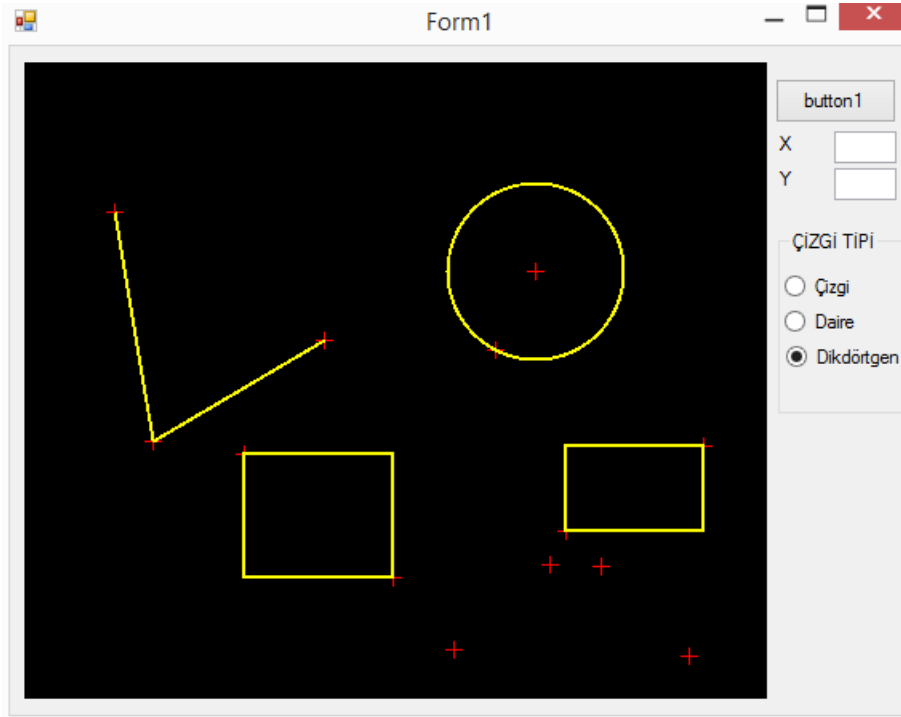 Form1
button1
X
Y
ÇİZGİ TİPİ
Çizgi
Daire
Dikdörtgen